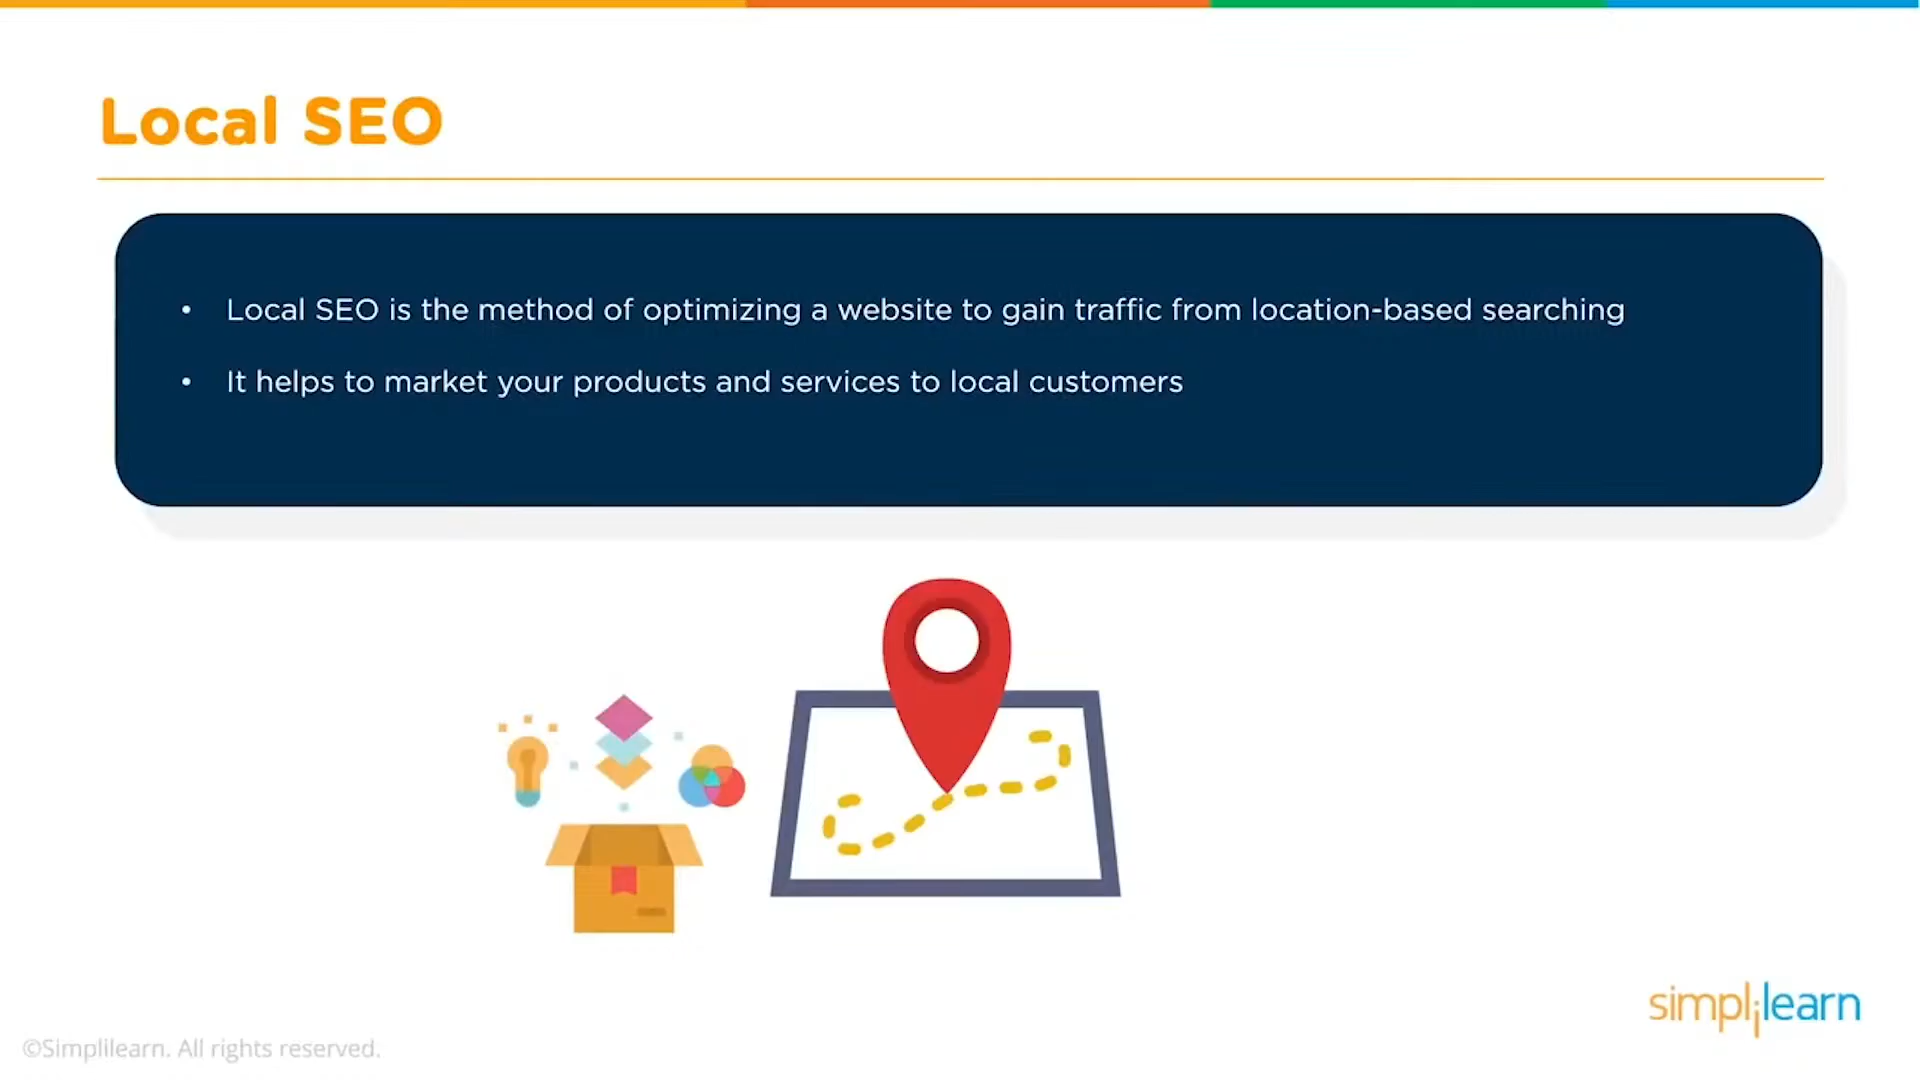 Local SEO
• Local SEO is the method of optimizing a website to gain traffic from location-based searching
• It helps to market your products and services to local customers
simplilearn
©Simplilearn. All rights reserved.